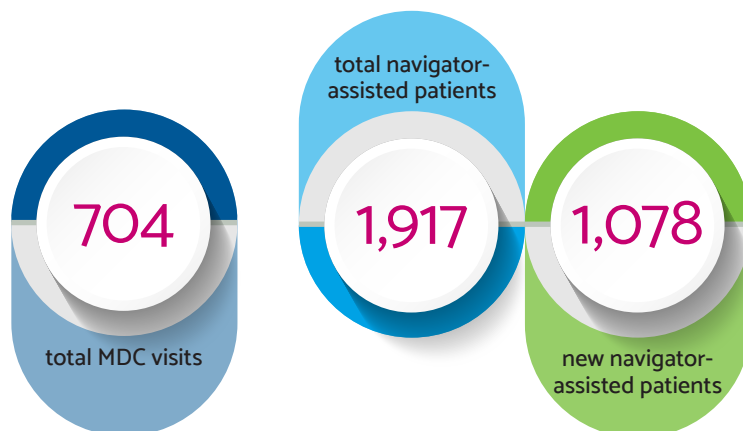 704
total MDC visits
total navigator-
assisted patients
1,917
1,078
new navigator-
assisted patients